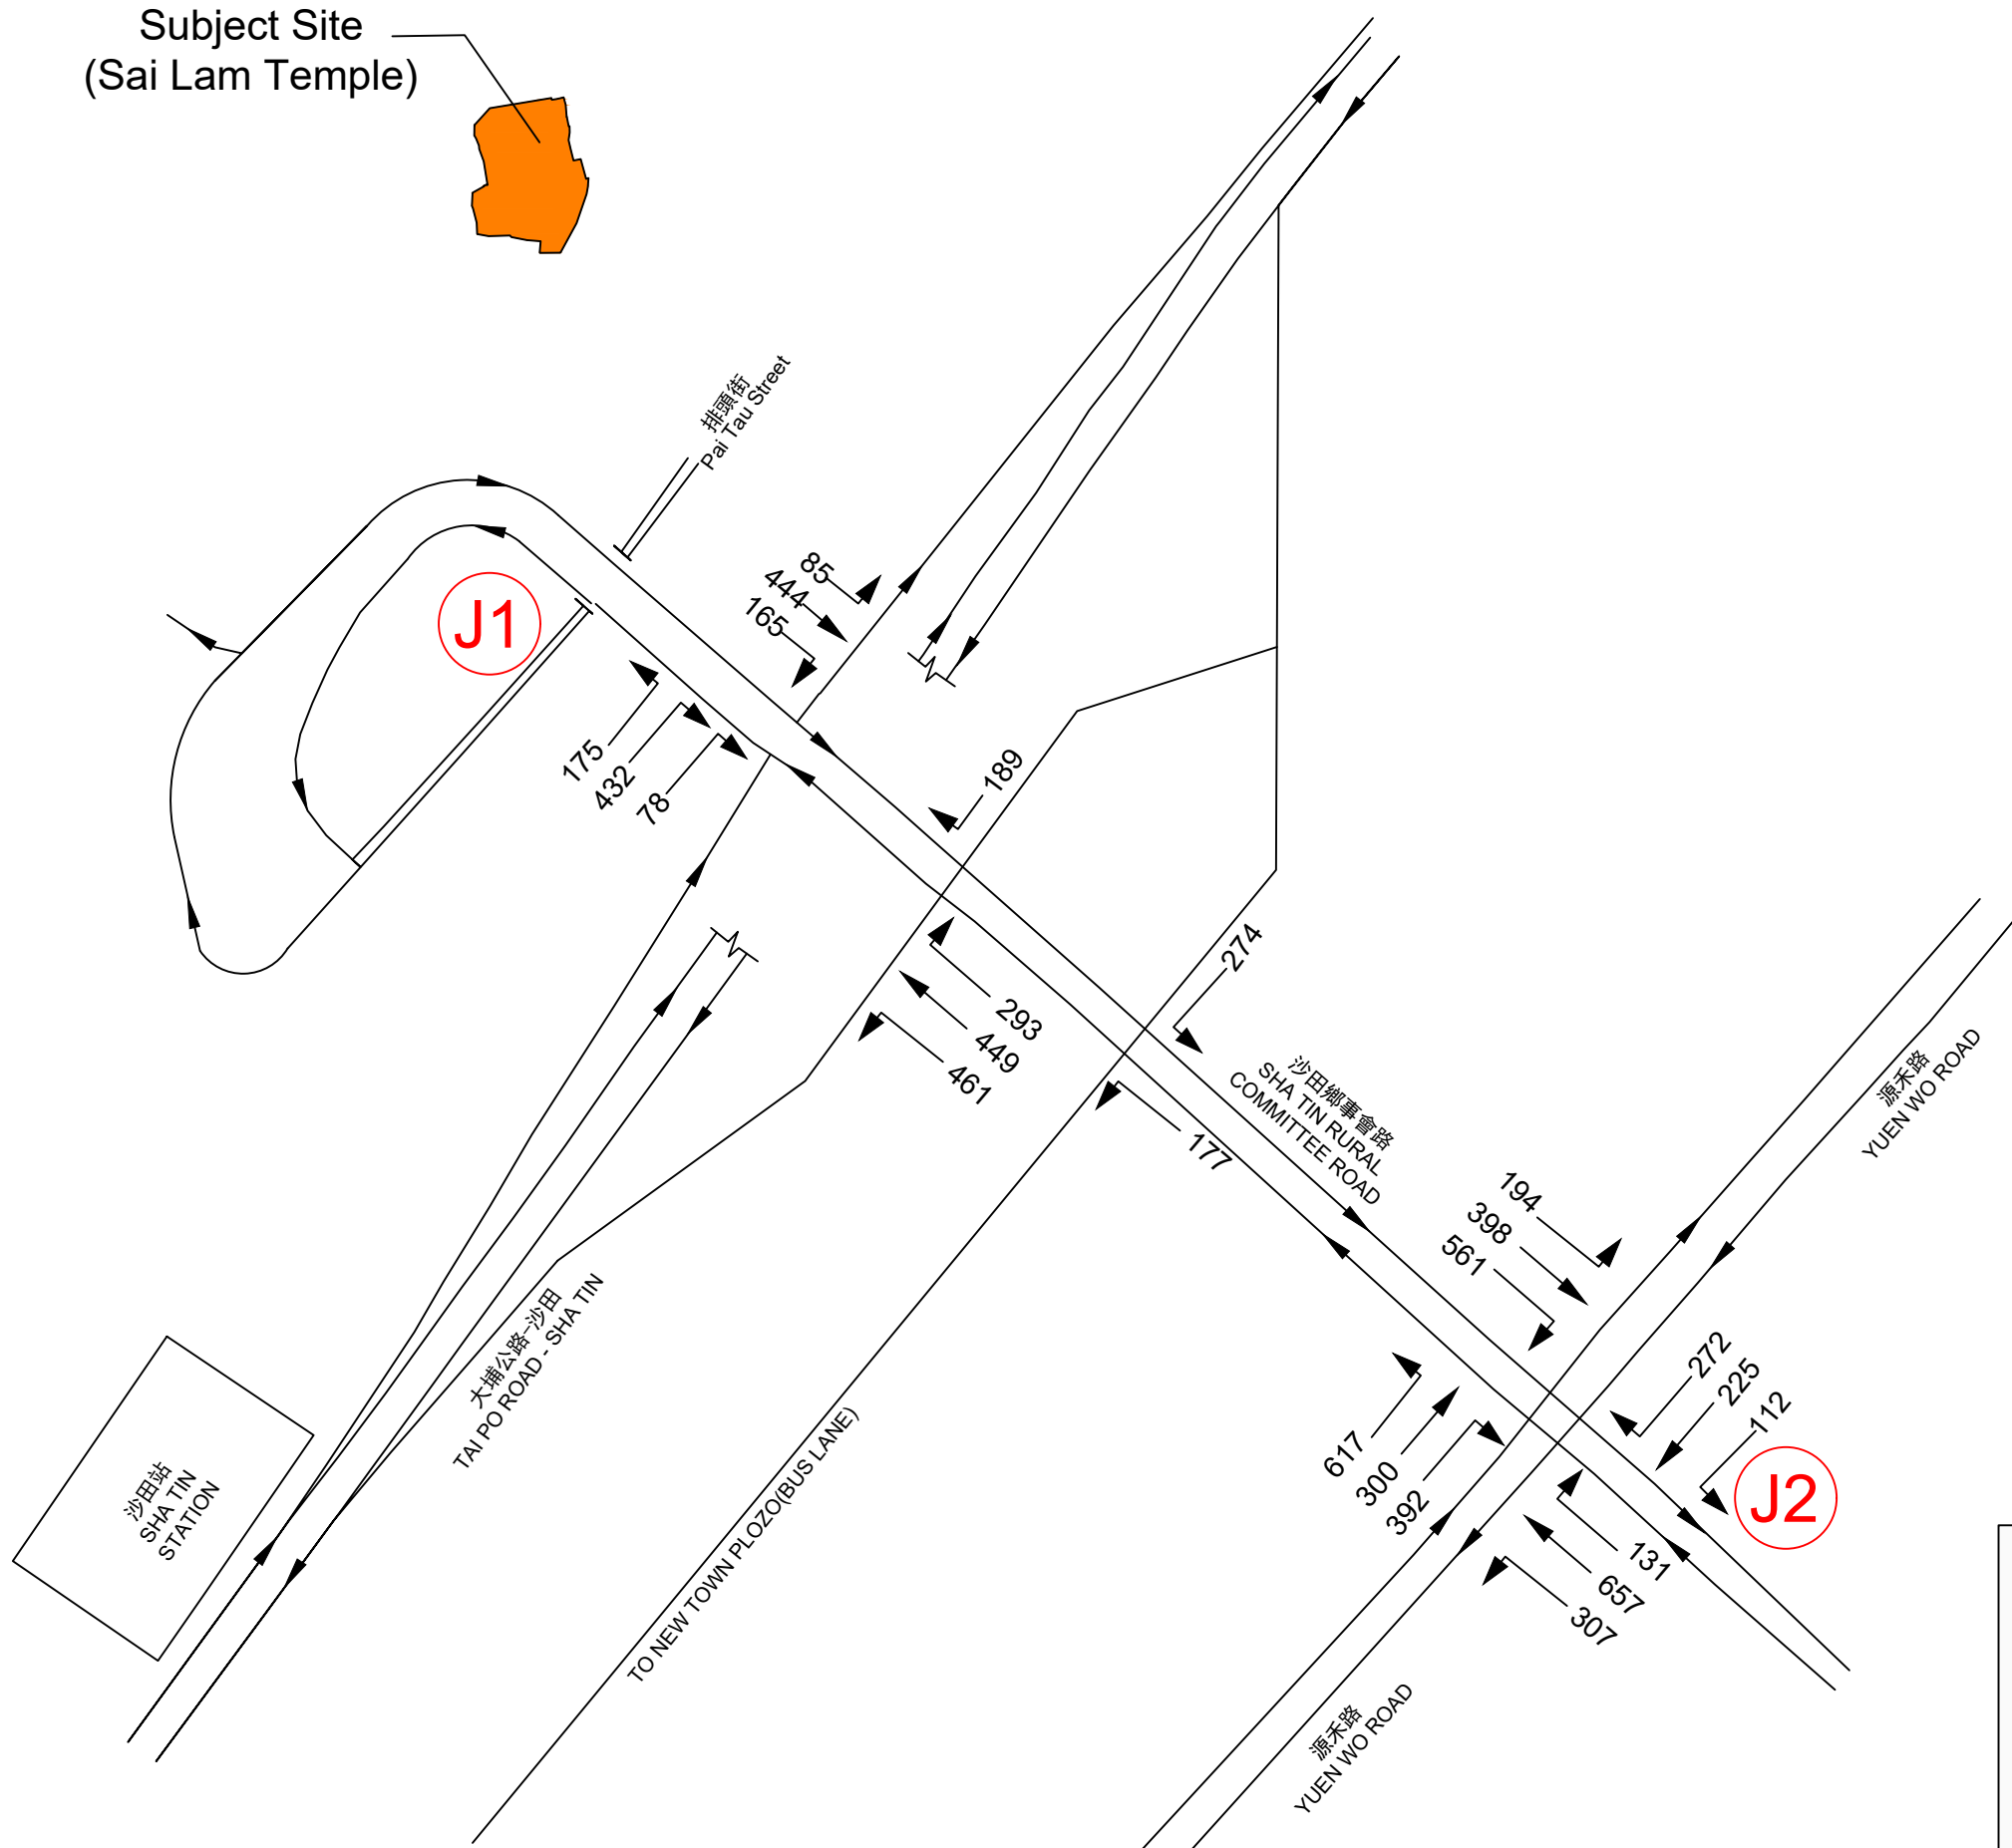 Subject Site
(Sai Lam Temple)
排頭街
Pai Tau Street
J1
85
444
165
175
432
78
189
293
449
461
274
177
沙田鄉事會路
SHA TIN RURAL
COMMITTEE ROAD
源禾路
YUEN WO ROAD
194
398
561
272
225
112
617
300
392
J2
131
657
307
大埔公路-沙田
TAI PO ROAD - SHA TIN
沙田站
SHA TIN
STATION
TO NEW TOWN PLOZO(BUS LANE)
源禾路
YUEN WO ROAD